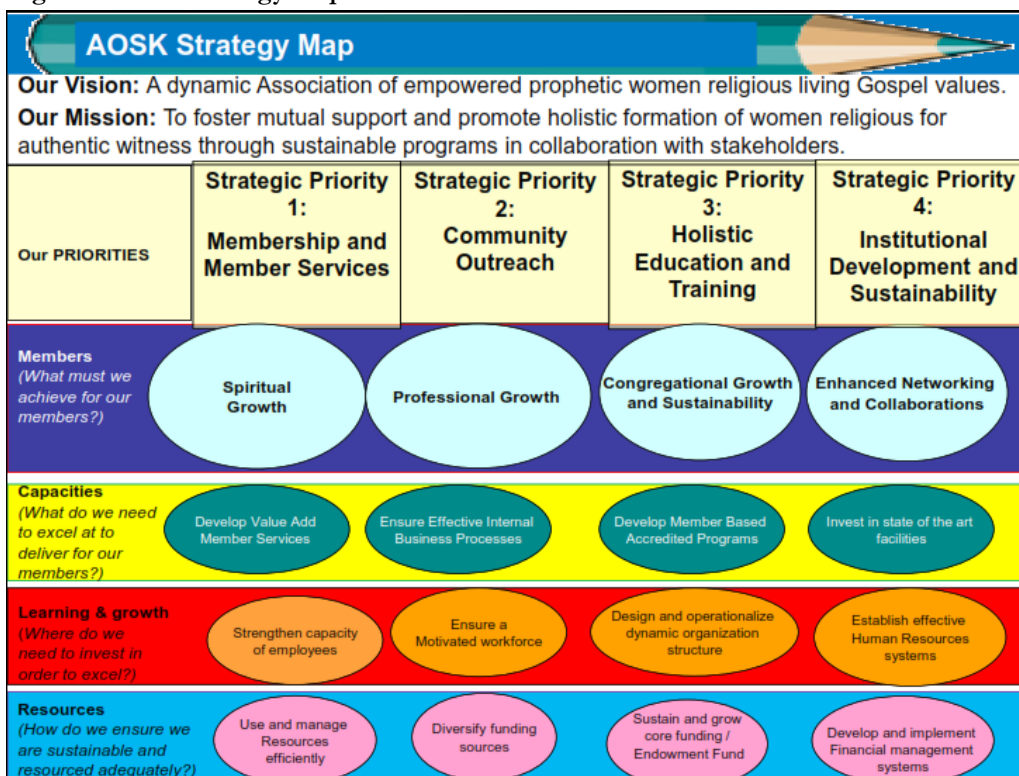 AOSK Strategy Map
Our Vision: A dynamic Association of empowered prophetic women religious living Gospel values.
Our Mission: To foster mutual support and promote holistic formation of women religious for
authentic witness through sustainable programs in collaboration with stakeholders.
Our PRIORITIES
Strategic Priority
1:
Membership and
Member Services
Strategic Priority
2:
Community
Outreach
Strategic Priority
3:
Holistic
Education and
Training
Strategic Priority
4:
Institutional
Development and
Sustainability
Members
(What must we
achieve for our
members?)
Spiritual
Growth
Professional Growth
Congregational Growth
and Sustainability
Enhanced Networking
and Collaborations
Capacities
(What do we need
to excel at to
deliver for our
members?)
Develop Value Add
Member Services
Ensure Effective Internal
Business Processes
Develop Member Based
Accredited Programs
Invest in state of the art
facilities
Learning & growth
(Where do we
need to invest in
order to excel?)
Strengthen capacity
of employees
Ensure a
Motivated workforce
Design and operationalize
dynamic organization
structure
Establish effective
Human Resources
systems
Resources
(How do we ensure we
are sustainable and
resourced adequately?)
Use and manage
Resources
efficiently
Diversify funding
sources
Sustain and grow
core funding /
Endowment Fund
Develop and implement
Financial management
systems